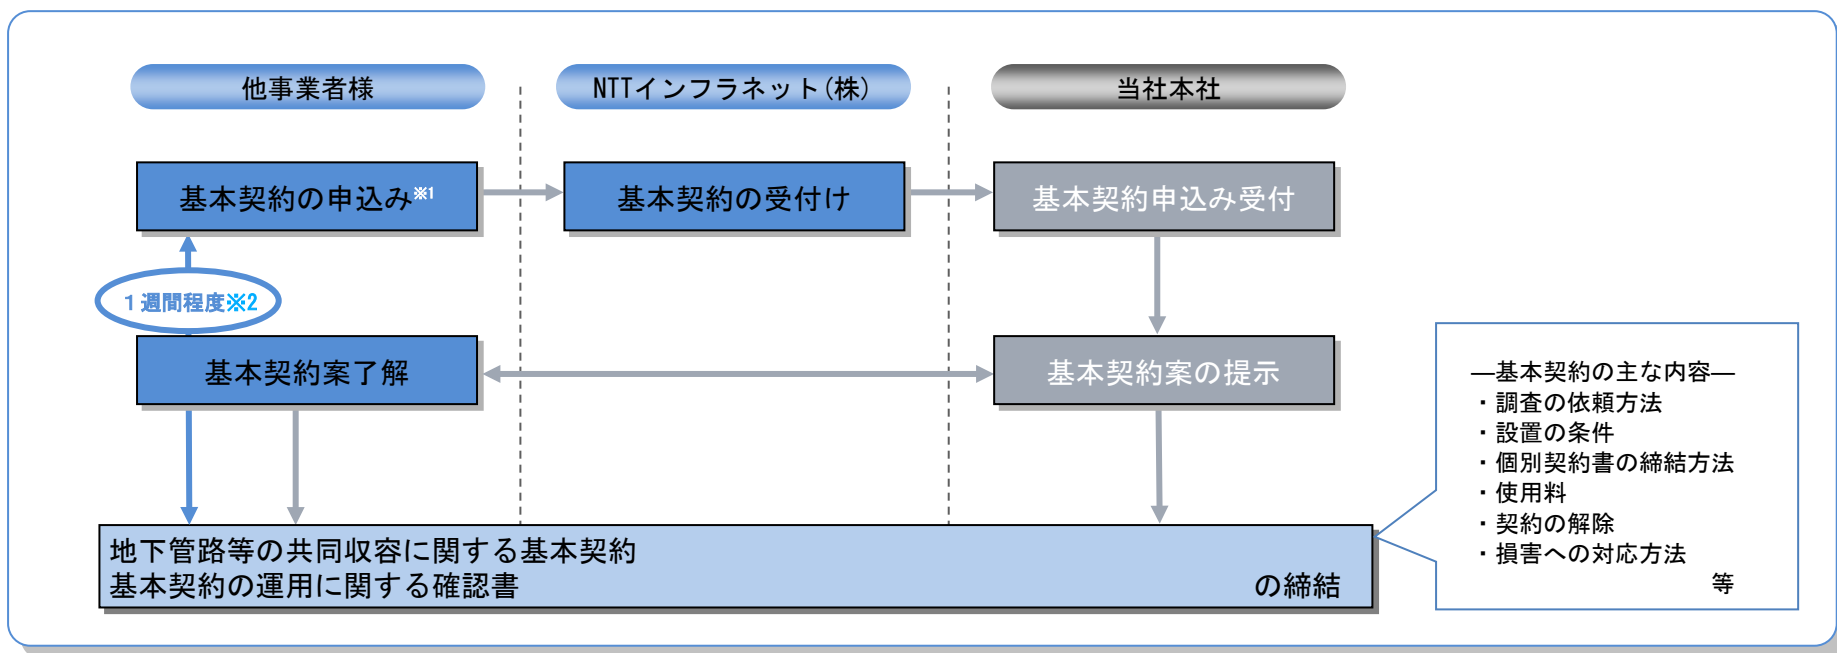 他事業者様
NTTインフラネット(株)
当社本社
基本契約の申込み※1
基本契約の受付け
基本契約申込み受付
1週間程度※2
基本契約案了解
基本契約案の提示
―基本契約の主な内容―
・調査の依頼方法
・設置の条件
・個別契約書の締結方法
・使用料
・契約の解除
・損害への対応方法
等
地下管路等の共同収容に関する基本契約
基本契約の運用に関する確認書 の締結